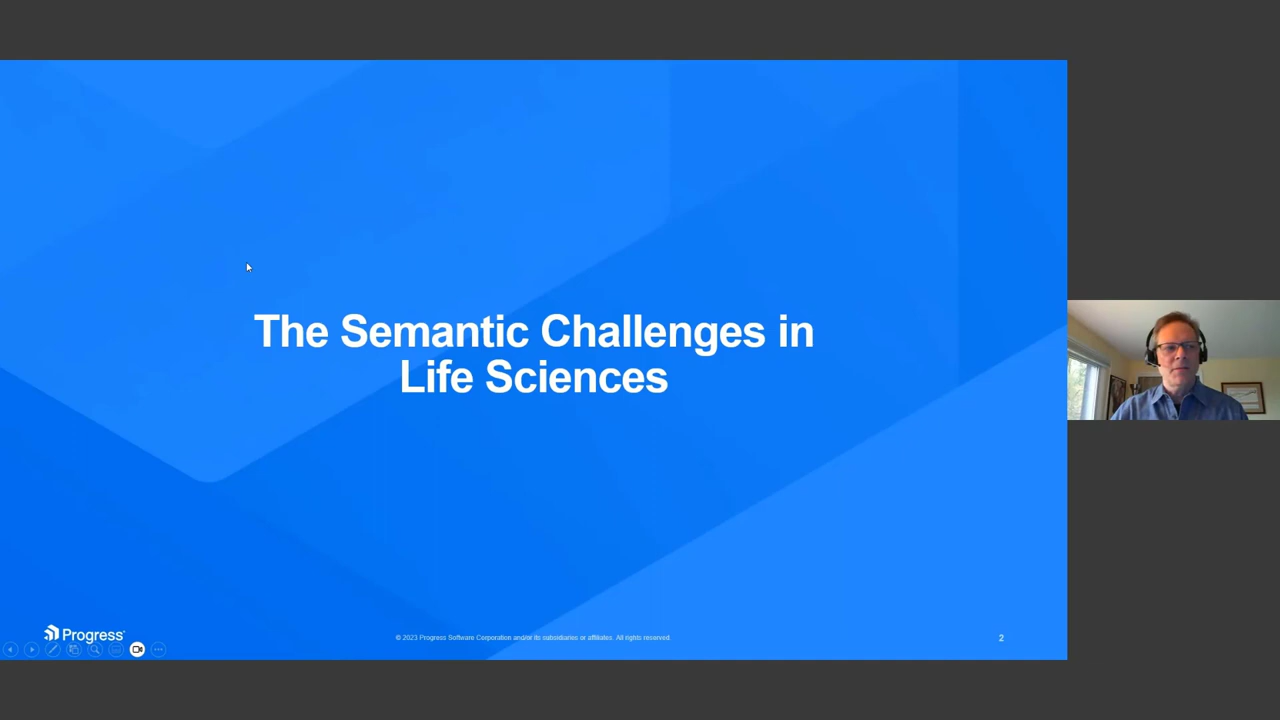 The Semantic Challenges in
Life Sciences
Progress®
© 2023 Progress Software Corporation and/or its subsidiaries or affiliates. All rights reserved.
2